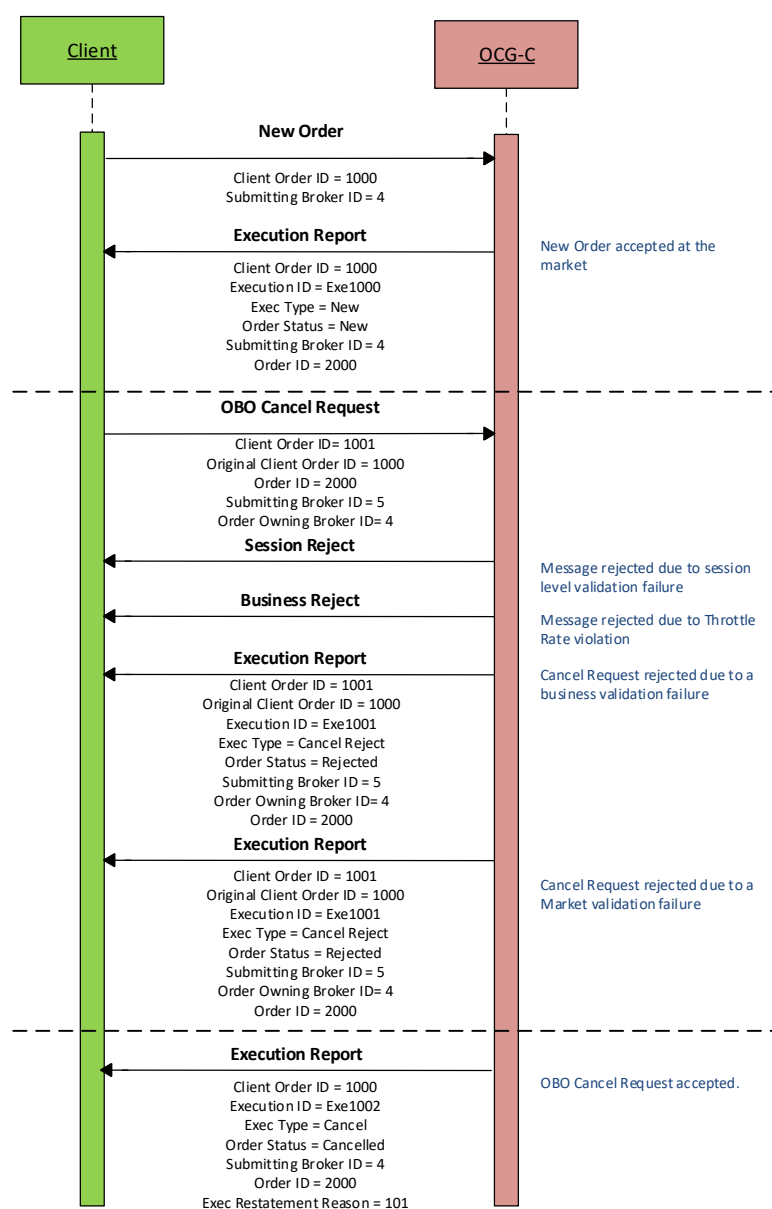 Client
OCG-C
New Order
Client Order ID = 1000
Submitting Broker ID = 4
Execution Report
New Order accepted at the
market
Client Order ID = 1000
Execution ID = Exe1000
Exec Type = New
Order Status = New
Submitting Broker ID = 4
Order ID = 2000
OBO Cancel Request
Client Order ID= 1001
Original Client Order ID = 1000
Order ID = 2000
Submitting Broker ID = 5
Order Owning Broker ID= 4
Session Reject
Message rejected due to session
level validation failure
Business Reject
Message rejected due to Throttle
Rate violation
Execution Report
Cancel Request rejected due to a
business validation failure
Client Order ID = 1001
Original Client Order ID = 1000
Execution ID = Exe1001
Exec Type = Cancel Reject
Order Status = Rejected
Submitting Broker ID = 5
Order Owning Broker ID= 4
Order ID = 2000
Execution Report
Client Order ID = 1001
Original Client Order ID = 1000
Execution ID = Exe1001
Exec Type = Cancel Reject
Order Status = Rejected
Submitting Broker ID = 5
Order Owning Broker ID= 4
Order ID = 2000
Cancel Request rejected due to a
Market validation failure
Execution Report
OBO Cancel Request accepted.
Client Order ID = 1000
Execution ID = Exe1002
Exec Type = Cancel
Order Status = Cancelled
Submitting Broker ID = 4
Order ID = 2000
Exec Restatement Reason = 101